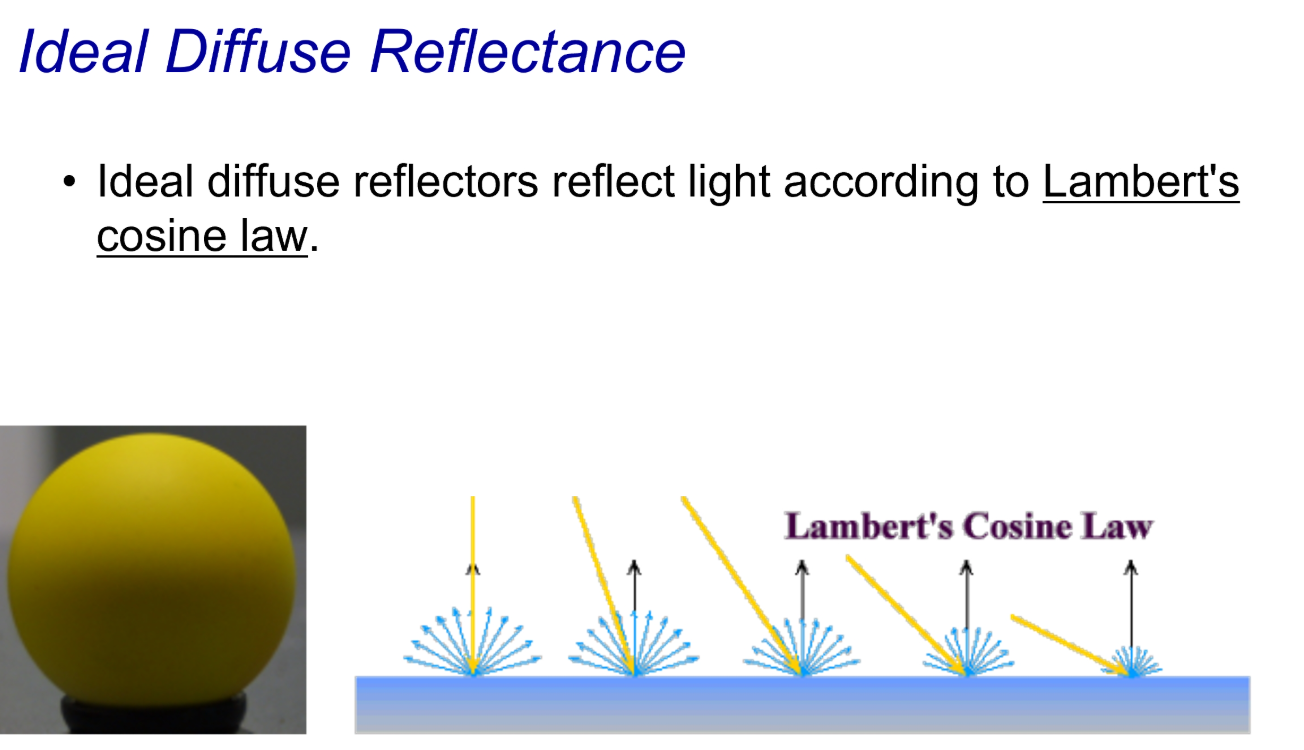 Ideal Diffuse Reflectance
• Ideal diffuse reflectors reflect light according to Lambert's
cosine law.
Lambert's Cosine Law